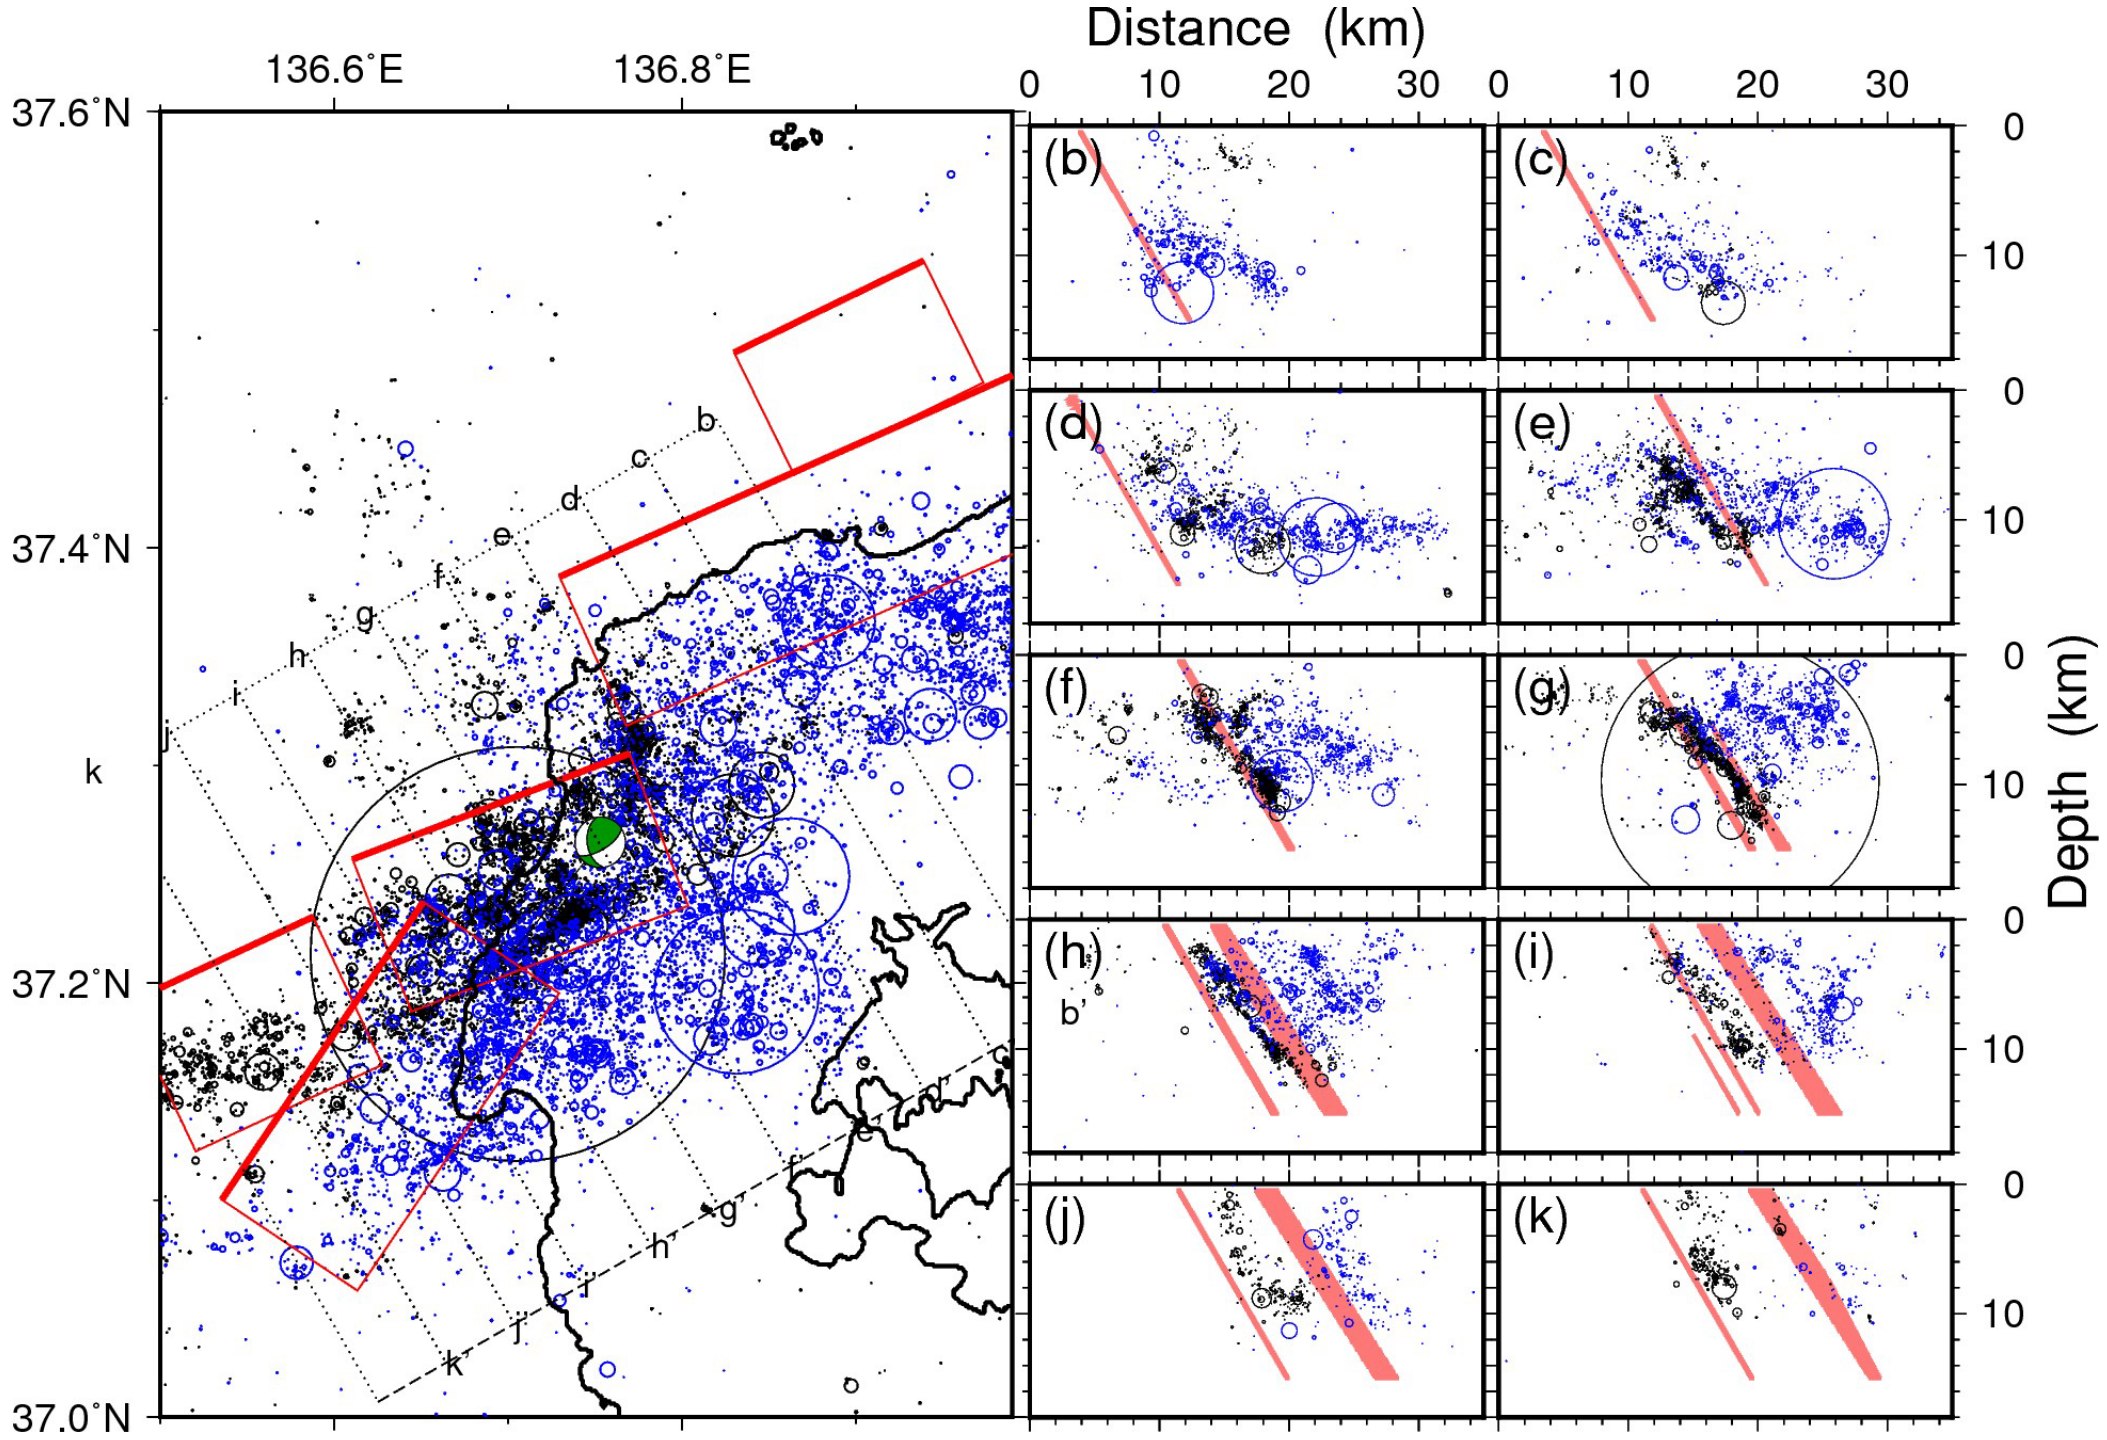 Distance (km)
136.6°E 136.8°E
0 10 20 30 0 10 20 30
37.6°N
37.4°N
37.2°N
37.0°N
(b) (c) 0
10
(d) (e) 0
10
(f) (g) 0
10
(h) (i) 0
10
(j) (k) 0
10
Depth (km)
b
c
d
e
f
g
h
i
j
k
b'
c'
d'
e'
f'
g'
h'
i'
j'
k'